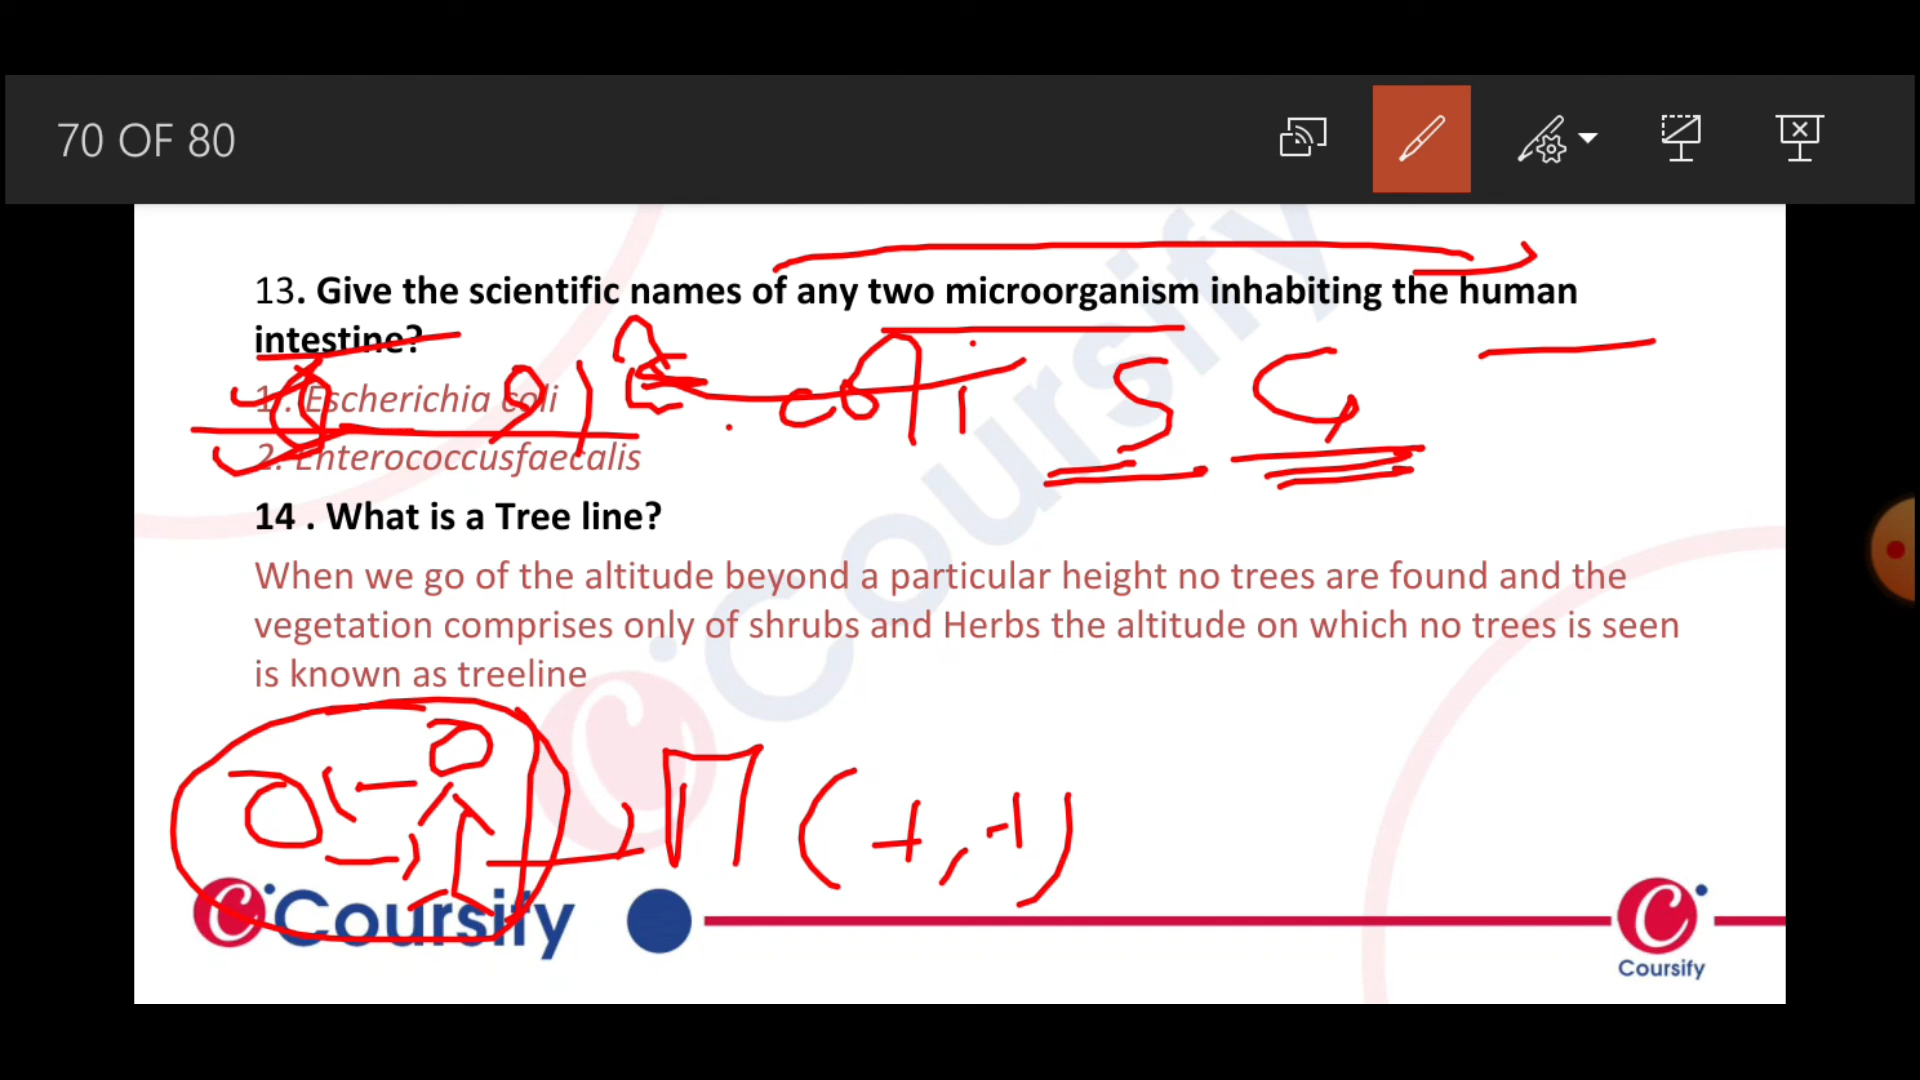 70 OF 80
13. Give the scientific names of any two microorganism inhabiting the human
intestine?
1. Escherichia coli
2. Enterococcusfaecalis
E. coli
S C
14 . What is a Tree line?
When we go of the altitude beyond a particular height no trees are found and the
vegetation comprises only of shrubs and Herbs the altitude on which no trees is seen
is known as treeline
(+,-)
Coursify
Coursify
Coursify